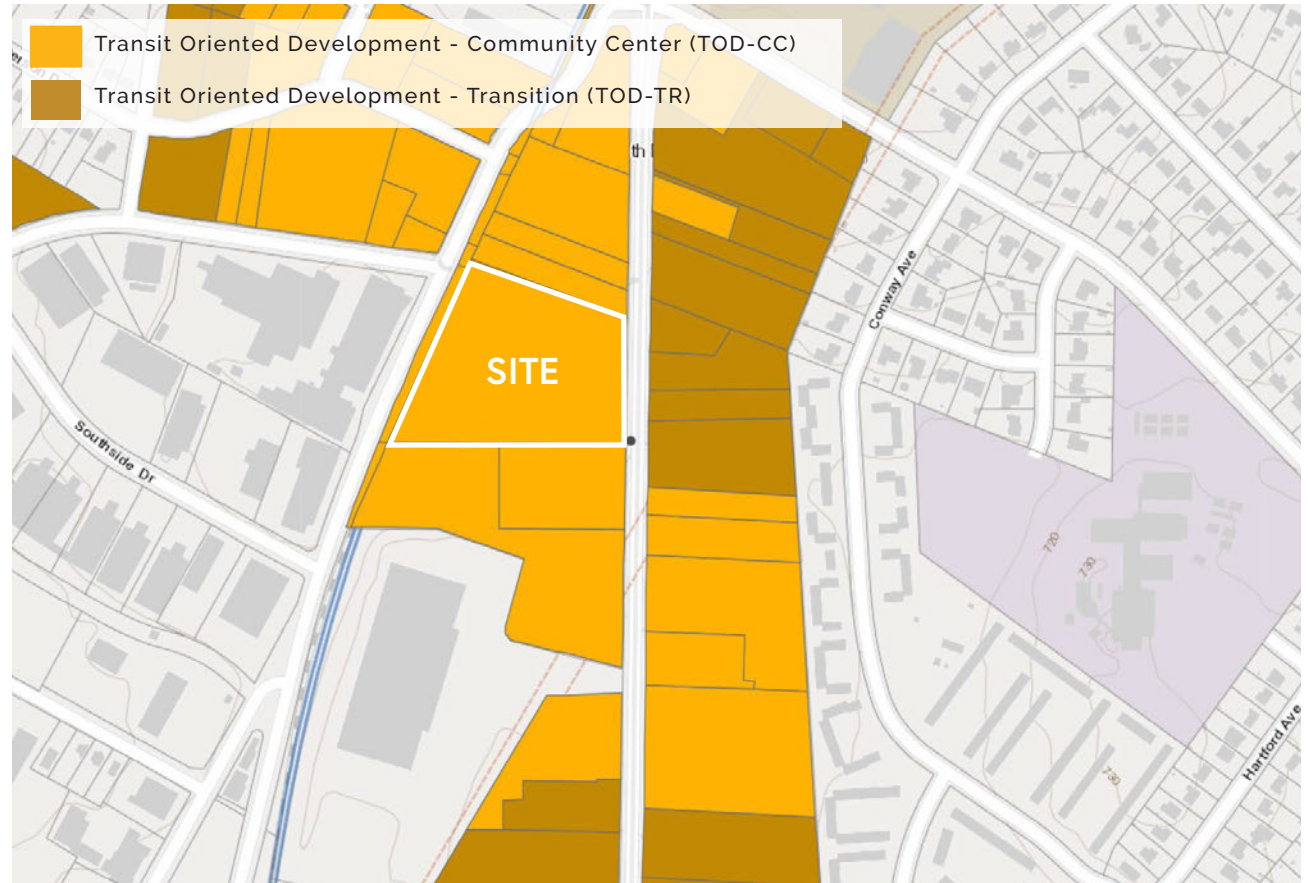 Transit Oriented Development - Community Center (TOD-CC)
Transit Oriented Development - Transition (TOD-TR)
Conway Ave
SITE
Southside Dr
720
730
730
Hartford Ave